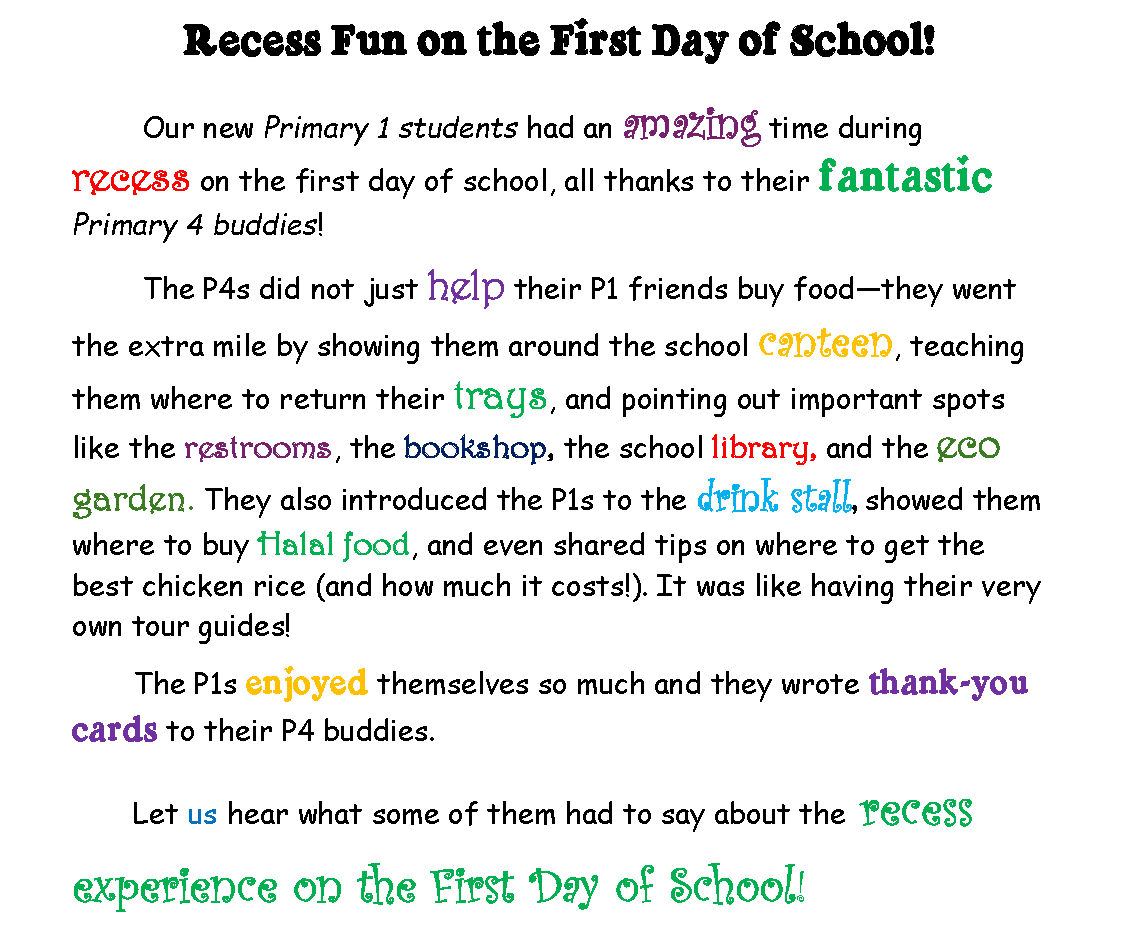 Recess Fun on the First Day of School!
Our new Primary 1 students had an amazing time during
recess on the first day of school, all thanks to their fantastic
Primary 4 buddies!
The P4s did not just help their P1 friends buy food—they went
the extra mile by showing them around the school canteen, teaching
them where to return their trays, and pointing out important spots
like the restrooms, the bookshop, the school library, and the eco
garden. They also introduced the P1s to the drink stall, showed them
where to buy Halal food, and even shared tips on where to get the
best chicken rice (and how much it costs!). It was like having their very
own tour guides!
The P1s enjoyed themselves so much and they wrote thank-you
cards to their P4 buddies.
Let us hear what some of them had to say about the recess
experience on the First Day of School!